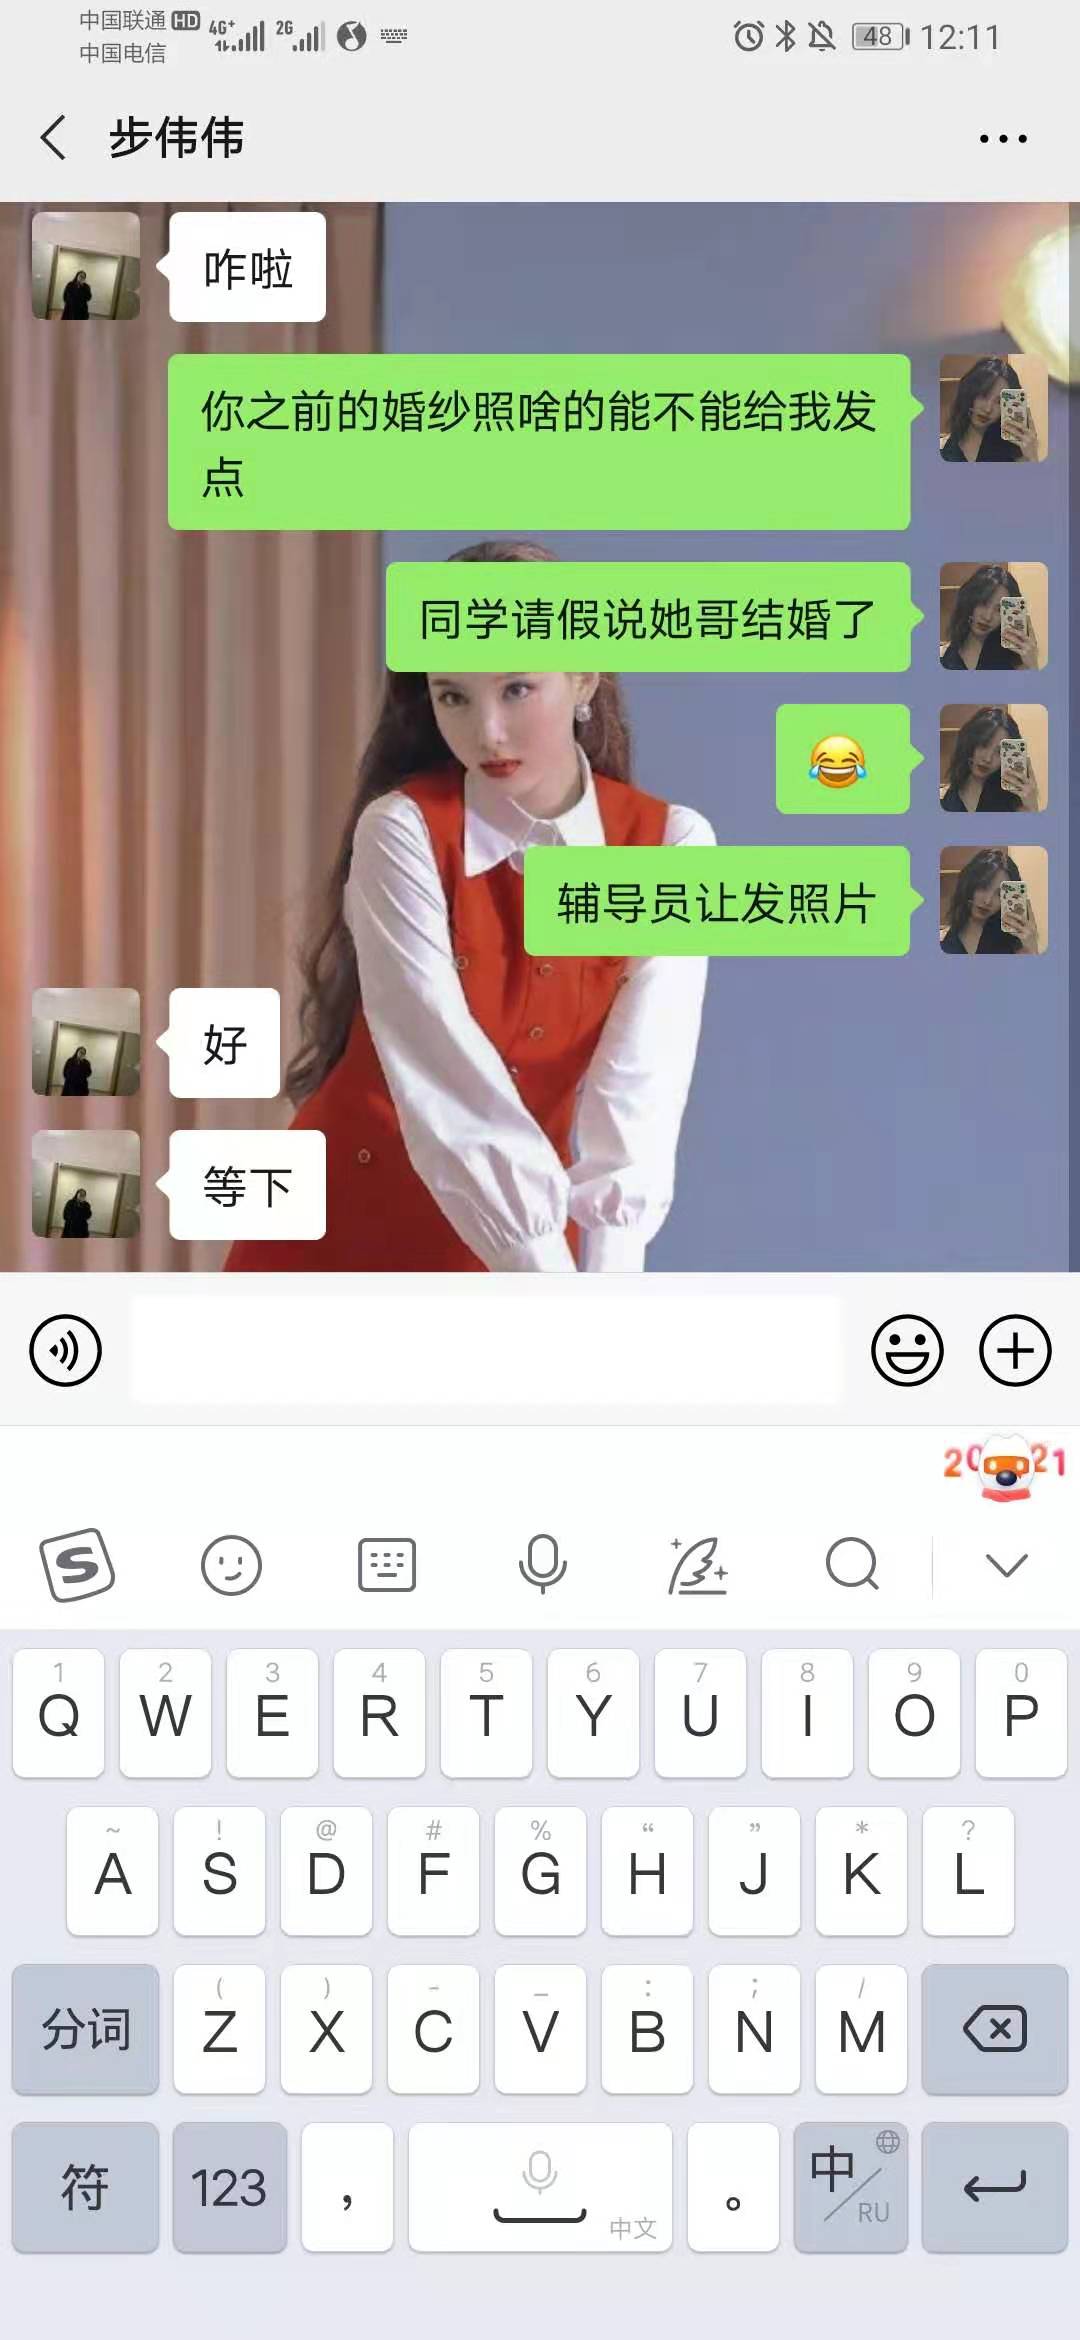 中国联通 HD 4G+ 2G 48 12:11
中国电信
步伟伟
咋啦
你之前的婚纱照啥的能不能给我发
点
同学请假说她哥结婚了
😂
辅导员让发照片
好
等下
2021
S
1 2 3 4 5 6 7 8 9 0
Q W E R T Y U I O P
~ ! @ # % “ ” * ?
A S D F G H J K L
( ) - _ : ; /
分词 Z X C V B N M
符 123 , 中文 。 中/RU